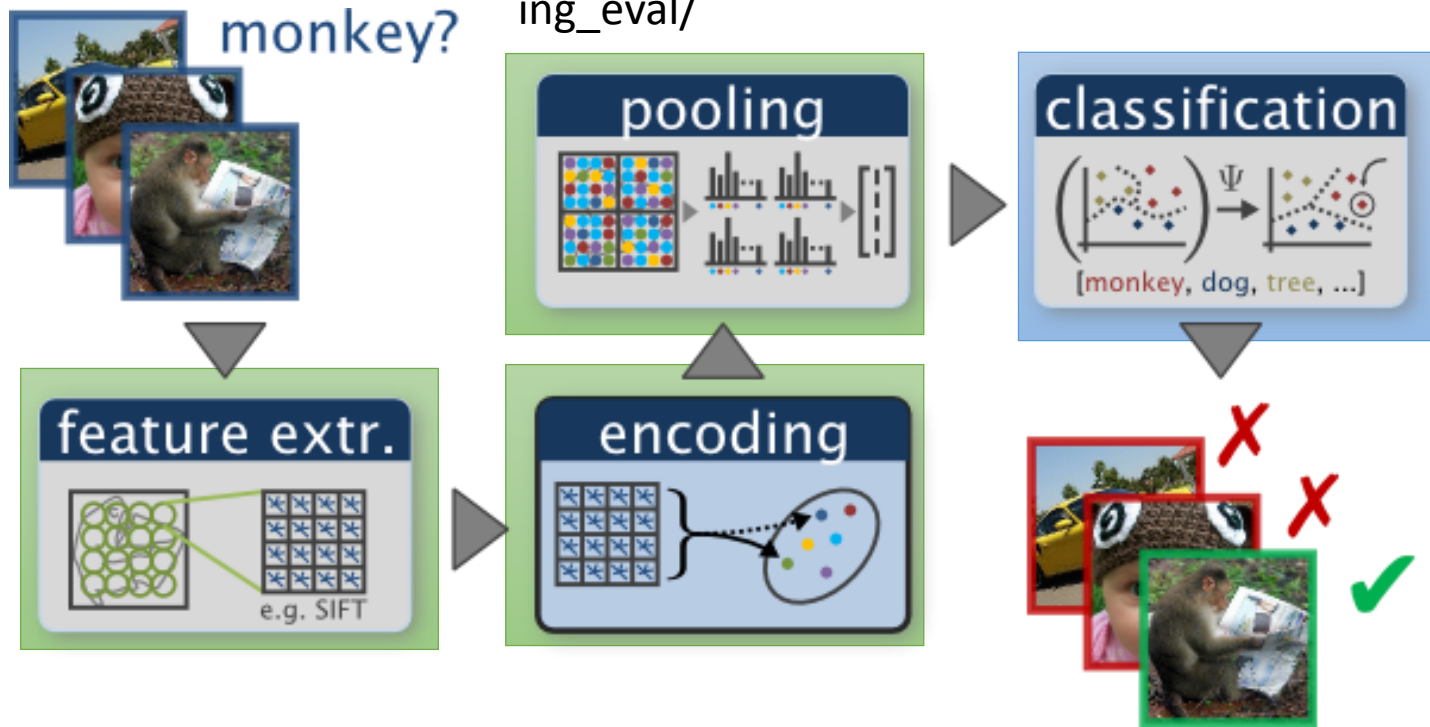 ing_eval/
monkey?
feature extr.
e.g. SIFT
encoding
pooling
classification
Ψ
[monkey, dog, tree, ...]